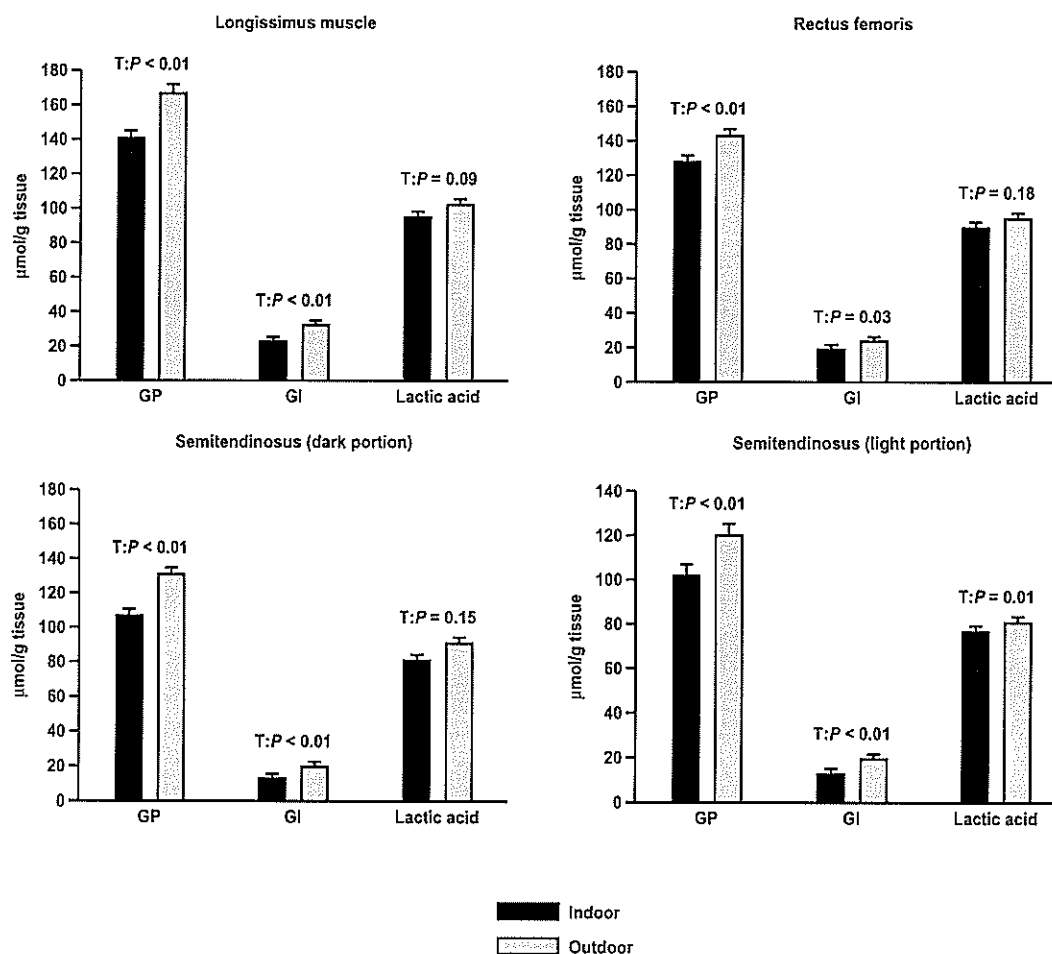 Longissimus muscle
Rectus femoris
180
160
140
120
100
80
60
40
20
0
µmol/g tissue
T:P < 0.01
T:P < 0.01
T:P = 0.09
GP
GI
Lactic acid
180
160
140
120
100
80
60
40
20
0
µmol/g tissue
T:P < 0.01
T:P = 0.03
T:P = 0.18
GP
GI
Lactic acid
Semitendinosus (dark portion)
180
160
140
120
100
80
60
40
20
0
µmol/g tissue
T:P < 0.01
T:P < 0.01
T:P = 0.15
GP
GI
Lactic acid
Semitendinosus (light portion)
140
120
100
80
60
40
20
0
µmol/g tissue
T:P < 0.01
T:P < 0.01
T:P = 0.01
GP
GI
Lactic acid
Indoor
Outdoor